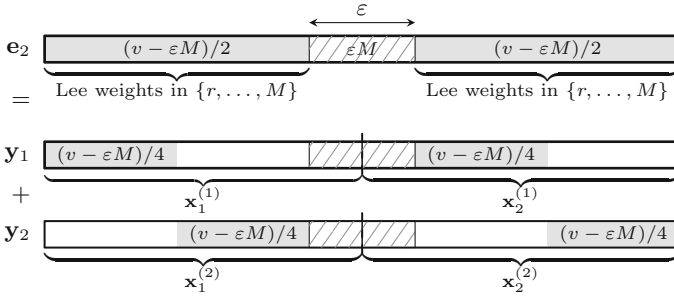 ε
e₂ (v − εM)/2 εM (v − εM)/2
= Lee weights in {r, . . . , M} Lee weights in {r, . . . , M}
y₁ (v − εM)/4 (v − εM)/4
+ x₁⁽¹⁾ x₂⁽¹⁾
y₂ (v − εM)/4 (v − εM)/4
x₁⁽²⁾ x₂⁽²⁾